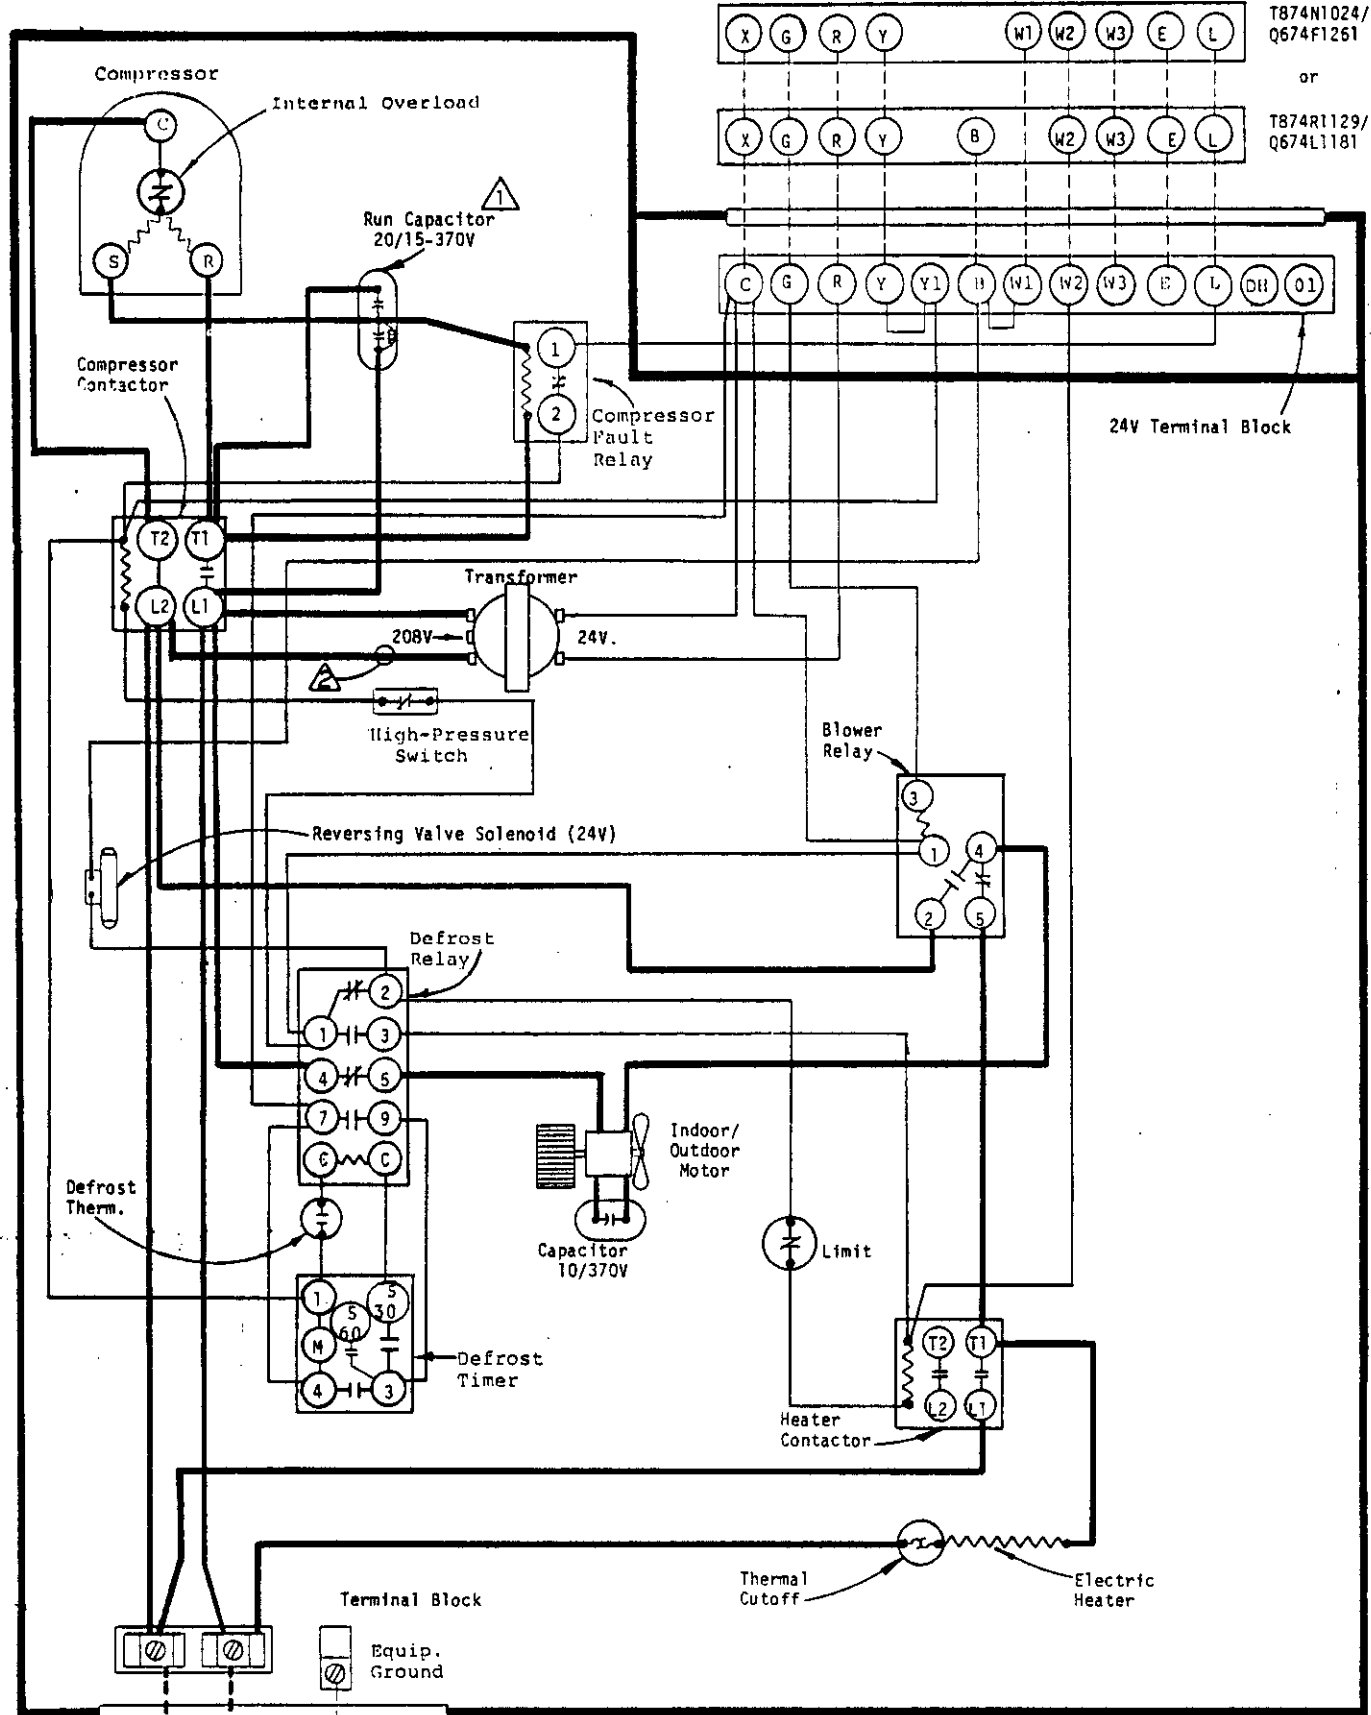 X G R Y W1 W2 W3 E L
T874N1024/
Q674F1261
or
X G R Y B W2 W3 E L
T874R1129/
Q674L1181
Compressor
Internal Overload
C
S R
1
Run Capacitor
20/15-370V
C G R Y Y1 B W1 W2 W3 E L DH O1
24V Terminal Block
Compressor
Contactor
1
2
Compressor
Fault
Relay
T2 T1
L2 L1
Transformer
208V
24V.
2
High-Pressure
Switch
Blower
Relay
3
1 4
2 5
Reversing Valve Solenoid (24V)
Defrost
Relay
2
1 3
4 5
7 9
C C
Indoor/
Outdoor
Motor
Capacitor
10/370V
Defrost
Therm.
Limit
1 S 60 S 30
M
4 3
Defrost
Timer
T2 T1
L2 L1
Heater
Contactor
Thermal
Cutoff
Electric
Heater
Terminal Block
Equip.
Ground